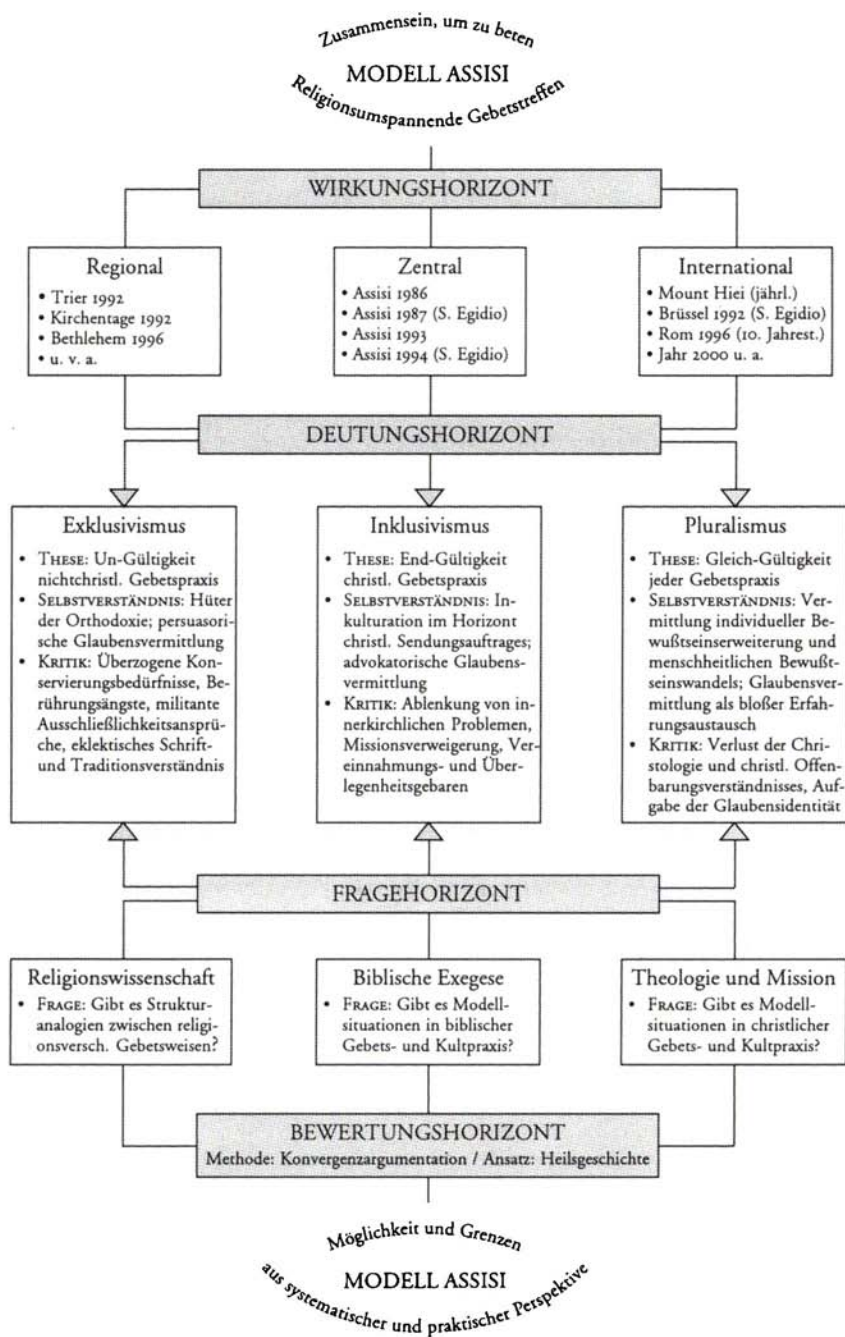 Zusammensein, um zu beten
MODELL ASSISI
Religionsumspannende Gebetstreffen
WIRKUNGSHORIZONT
Regional
• Trier 1992
• Kirchentage 1992
• Bethlehem 1996
• u. v. a.
Zentral
• Assisi 1986
• Assisi 1987 (S. Egidio)
• Assisi 1993
• Assisi 1994 (S. Egidio)
International
• Mount Hiei (jährl.)
• Brüssel 1992 (S. Egidio)
• Rom 1996 (10. Jahrest.)
• Jahr 2000 u. a.
DEUTUNGSHORIZONT
Exklusivismus
• THESE: Un-Gültigkeit
nichtchristl. Gebetspraxis
• SELBSTVERSTÄNDNIS: Hüter
der Orthodoxie; persuaso-
rische Glaubensvermittlung
• KRITIK: Überzogene Kon-
servierungsbedürfnisse, Be-
rührungsängste, militante
Ausschließlichkeitsansprü-
che, eklektisches Schrift-
und Traditionsverständnis
Inklusivismus
• THESE: End-Gültigkeit
christl. Gebetspraxis
• SELBSTVERSTÄNDNIS: In-
kulturation im Horizont
christl. Sendungsauftrages;
advokatorische Glaubens-
vermittlung
• KRITIK: Ablenkung von in-
nerkirchlichen Problemen,
Missionsverweigerung, Ver-
einnahmungs- und Über-
legenheitsgebaren
Pluralismus
• THESE: Gleich-Gültigkeit
jeder Gebetspraxis
• SELBSTVERSTÄNDNIS: Ver-
mittlung individueller Be-
wußtseinserweiterung und
menschheitlichen Bewußt-
seinswandels; Glaubensver-
mittlung als bloßer Erfah-
rungsaustausch
• KRITIK: Verlust der Chri-
stologie und christl. Offen-
barungsverständnisses, Auf-
gabe der Glaubensidentität
FRAGEHORIZONT
Religionswissenschaft
• FRAGE: Gibt es Struktur-
analogien zwischen religi-
onsversch. Gebetsweisen?
Biblische Exegese
• FRAGE: Gibt es Modell-
situationen in biblischer
Gebets- und Kultpraxis?
Theologie und Mission
• FRAGE: Gibt es Modell-
situationen in christlicher
Gebets- und Kultpraxis?
BEWERTUNGSHORIZONT
Methode: Konvergenzargumentation / Ansatz: Heilsgeschichte
Möglichkeit und Grenzen
MODELL ASSISI
aus systematischer und praktischer Perspektive